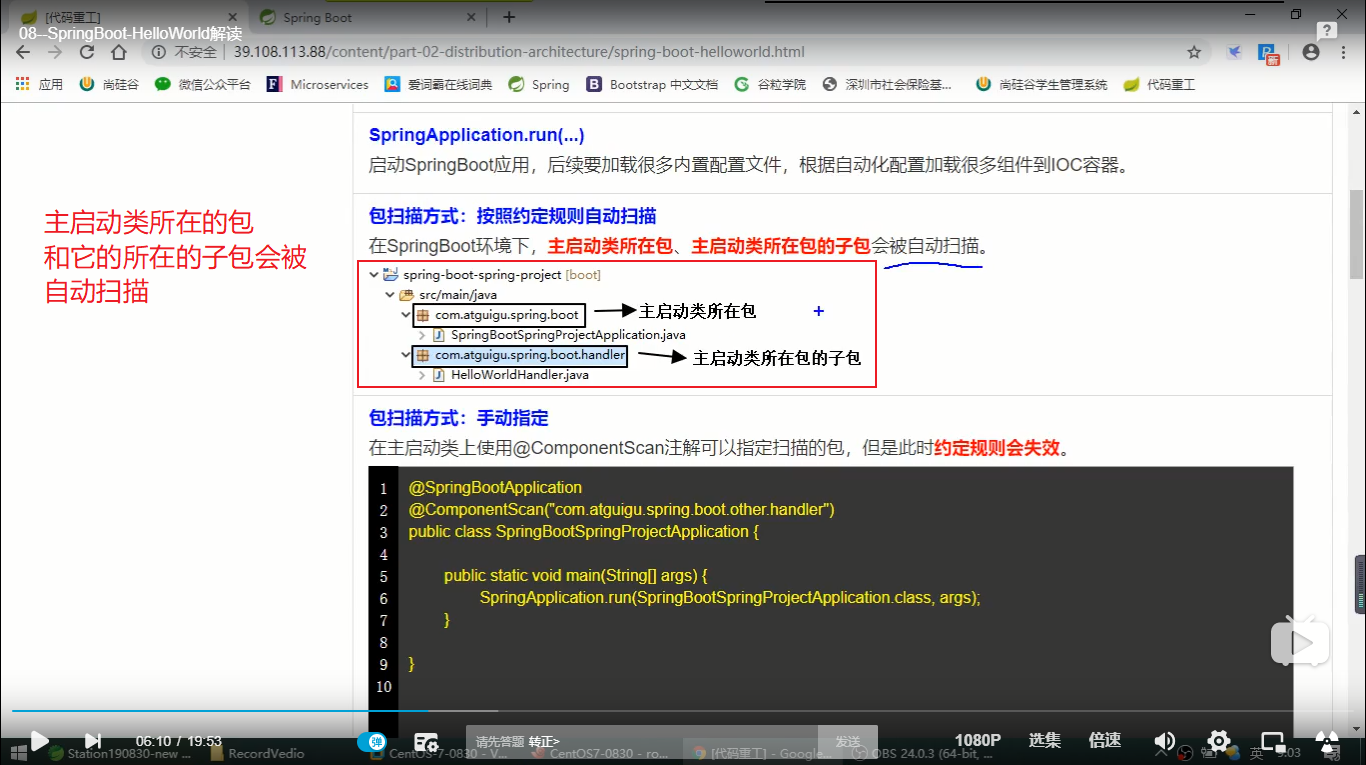 [代码重工]
Spring Boot
08--SpringBoot-HelloWorld解读
不安全 | 39.108.113.88/content/part-02-distribution-architecture/spring-boot-helloworld.html
新
应用 尚硅谷 微信公众平台 Microservices 爱词霸在线词典 Spring Bootstrap 中文文档 谷粒学院 深圳市社会保险基... 尚硅谷学生管理系统 代码重工
SpringApplication.run(...)
启动SpringBoot应用，后续要加载很多内置配置文件，根据自动化配置加载很多组件到IOC容器。
主启动类所在的包
和它的所在的子包会被
自动扫描
包扫描方式：按照约定规则自动扫描
在SpringBoot环境下，主启动类所在包、主启动类所在包的子包会被自动扫描。
spring-boot-spring-project [boot]
src/main/java
com.atguigu.spring.boot
主启动类所在包
SpringBootSpringProjectApplication.java
com.atguigu.spring.boot.handler
主启动类所在包的子包
HelloWorldHandler.java
包扫描方式：手动指定
在主启动类上使用@ComponentScan注解可以指定扫描的包，但是此时约定规则会失效。
1 @SpringBootApplication
2 @ComponentScan("com.atguigu.spring.boot.other.handler")
3 public class SpringBootSpringProjectApplication {
4
5 public static void main(String[] args) {
6 SpringApplication.run(SpringBootSpringProjectApplication.class, args);
7 }
8
9 }
10
06:10 / 19:53
弹
请先答题 转正>
发送
1080P
选集
倍速
Station190830-new ...
RecordVedio
CentOS-7-0830 - V...
CentOS7-0830 - ro...
[代码重工] - Google...
OBS 24.0.3 (64-bit, ...
英